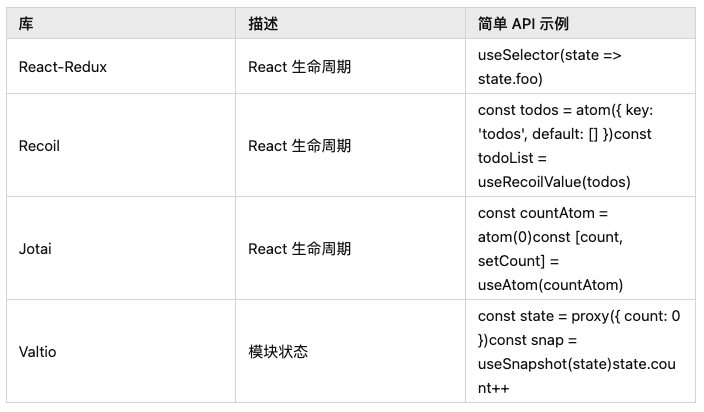 库 描述 简单 API 示例
React-Redux React 生命周期 useSelector(state =>
state.foo)
Recoil React 生命周期 const todos = atom({ key:
'todos', default: [] })const
todoList =
useRecoilValue(todos)
Jotai React 生命周期 const countAtom =
atom(0)const [count,
setCount] =
useAtom(countAtom)
Valtio 模块状态 const state = proxy({ count: 0
})const snap =
useSnapshot(state)state.cou
nt++